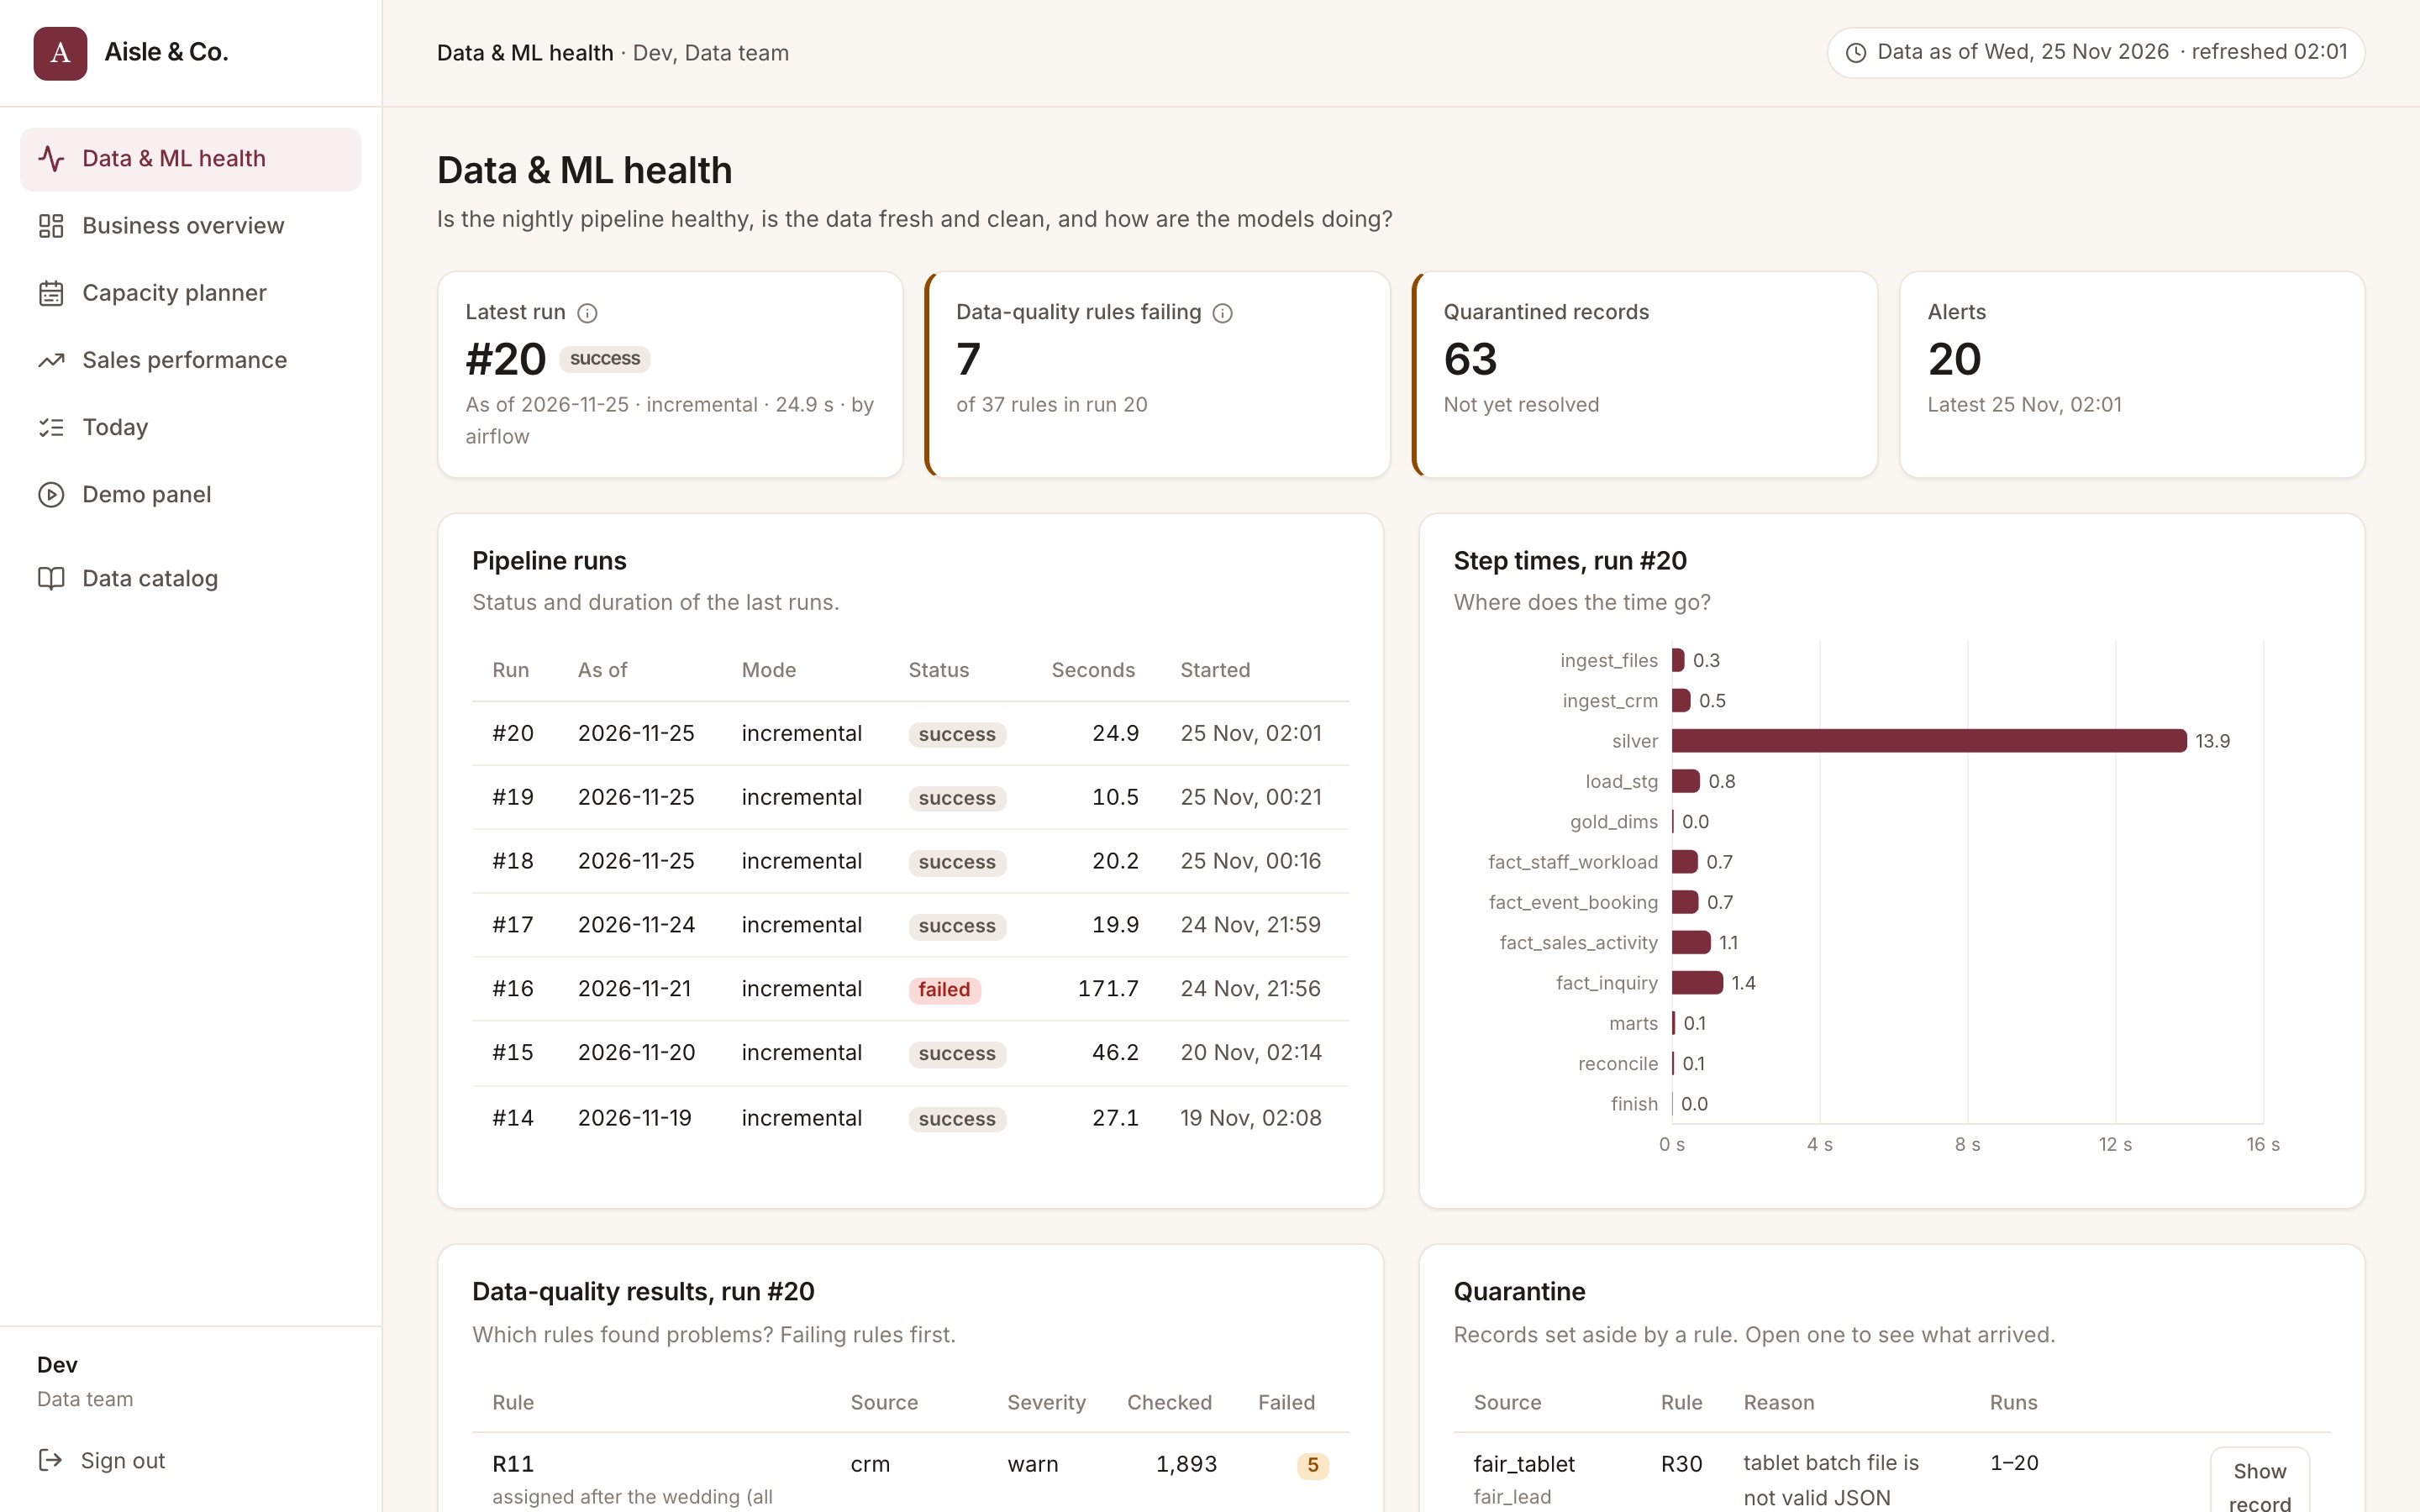 A Aisle & Co.
Data & ML health · Dev, Data team
Data as of Wed, 25 Nov 2026 · refreshed 02:01
Data & ML health
Business overview
Capacity planner
Sales performance
Today
Demo panel
Data catalog
Dev
Data team
Sign out
Data & ML health
Is the nightly pipeline healthy, is the data fresh and clean, and how are the models doing?
Latest run
#20 success
As of 2026-11-25 · incremental · 24.9 s · by
airflow
Data-quality rules failing
7
of 37 rules in run 20
Quarantined records
63
Not yet resolved
Alerts
20
Latest 25 Nov, 02:01
Pipeline runs
Status and duration of the last runs.
Run As of Mode Status Seconds Started
#20 2026-11-25 incremental success 24.9 25 Nov, 02:01
#19 2026-11-25 incremental success 10.5 25 Nov, 00:21
#18 2026-11-25 incremental success 20.2 25 Nov, 00:16
#17 2026-11-24 incremental success 19.9 24 Nov, 21:59
#16 2026-11-21 incremental failed 171.7 24 Nov, 21:56
#15 2026-11-20 incremental success 46.2 20 Nov, 02:14
#14 2026-11-19 incremental success 27.1 19 Nov, 02:08
Step times, run #20
Where does the time go?
ingest_files 0.3
ingest_crm 0.5
silver 13.9
load_stg 0.8
gold_dims 0.0
fact_staff_workload 0.7
fact_event_booking 0.7
fact_sales_activity 1.1
fact_inquiry 1.4
marts 0.1
reconcile 0.1
finish 0.0
0 s 4 s 8 s 12 s 16 s
Data-quality results, run #20
Which rules found problems? Failing rules first.
Rule Source Severity Checked Failed
R11 crm warn 1,893 5
assigned after the wedding (all
Quarantine
Records set aside by a rule. Open one to see what arrived.
Source Rule Reason Runs
fair_tablet R30 tablet batch file is 1–20 Show
fair_lead not valid JSON record